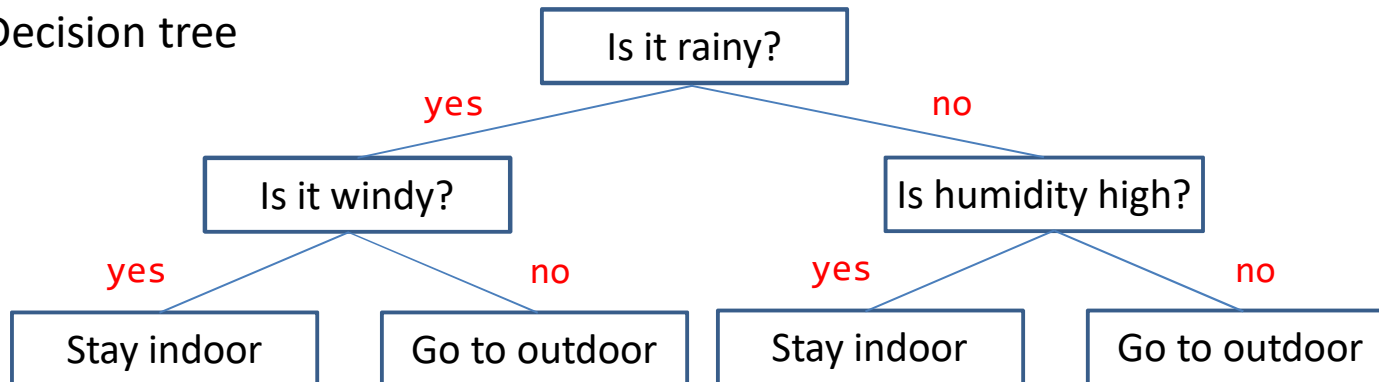 Decision tree
Is it rainy?
yes
no
Is it windy?
Is humidity high?
yes
no
yes
no
Stay indoor
Go to outdoor
Stay indoor
Go to outdoor